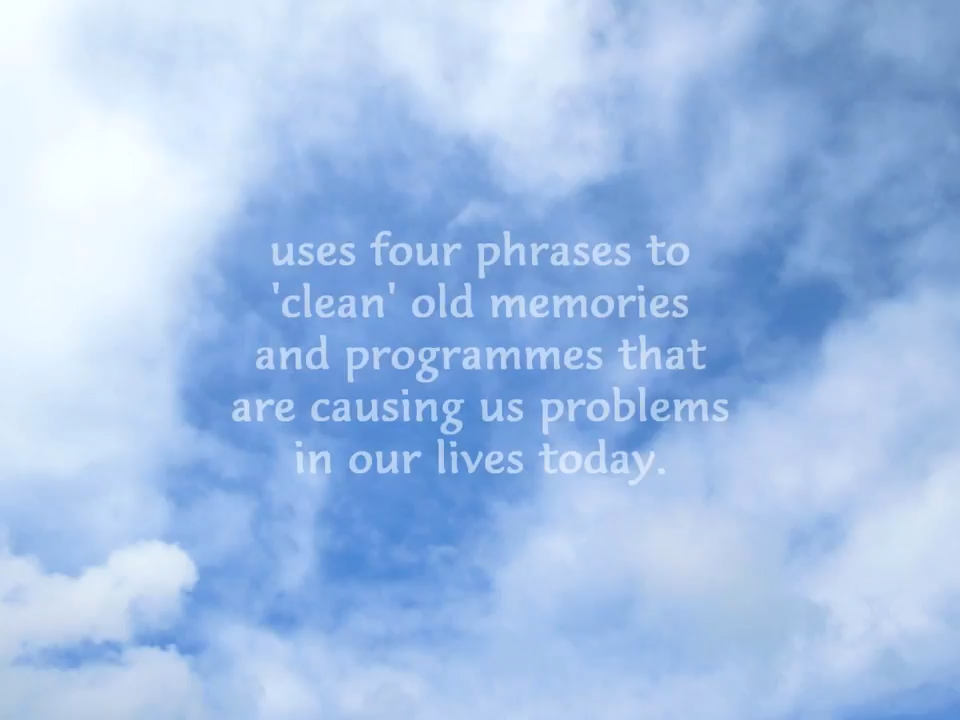 uses four phrases to
'clean' old memories
and programmes that
are causing us problems
in our lives today.